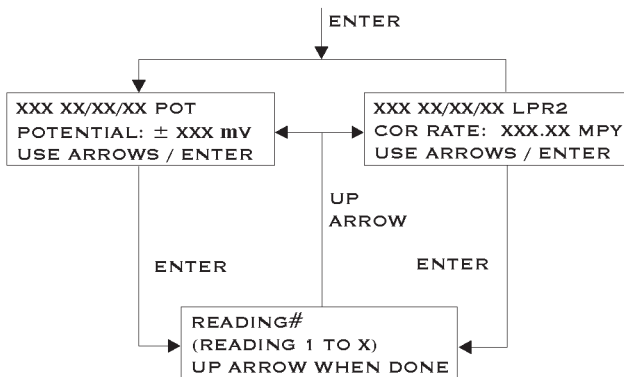 ENTER
XXX XX/XX/XX POT
POTENTIAL: ± XXX mV
USE ARROWS / ENTER
XXX XX/XX/XX LPR2
COR RATE: XXX.XX MPY
USE ARROWS / ENTER
UP
ARROW
ENTER
ENTER
READING#
(READING 1 TO X)
UP ARROW WHEN DONE